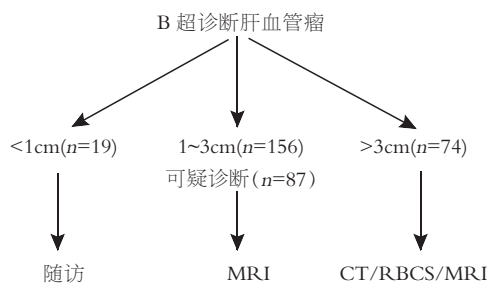 B 超诊断肝血管瘤
<1cm(n=19)
1~3cm(n=156)
>3cm(n=74)
可疑诊断(n=87)
随访
MRI
CT/RBCS/MRI